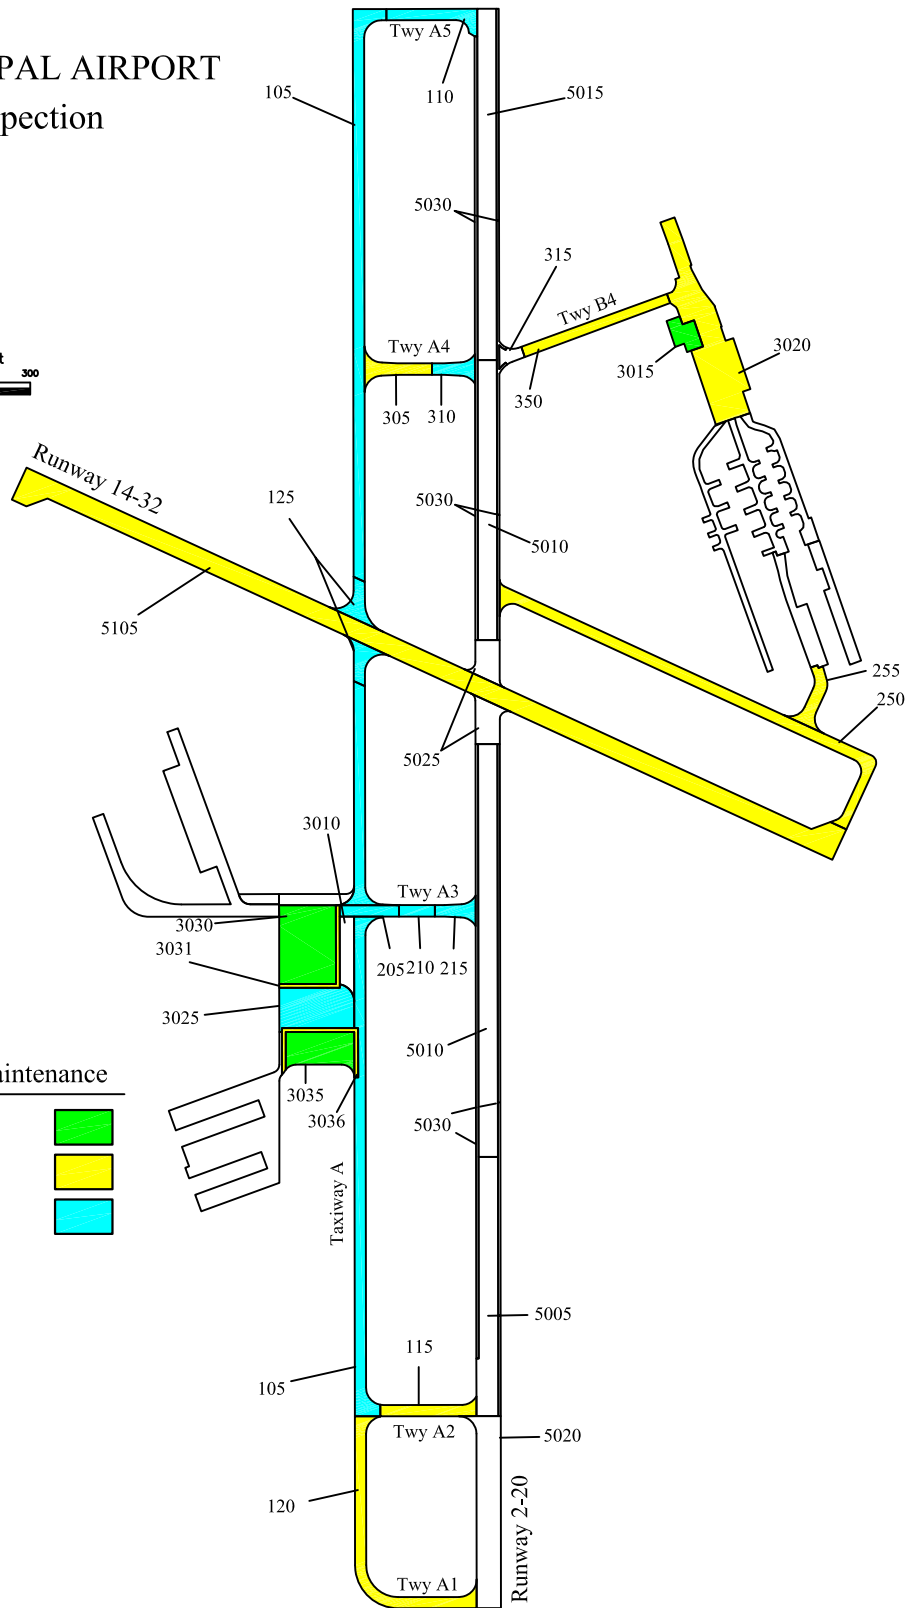 PAL AIRPORT
pection
Twy A5
110
105
5015
5030
315
Twy B4
t
300
Twy A4
3020
3015
350
305
310
Runway 14-32
125
5030
5010
5105
255
250
5025
3010
Twy A3
3030
3031
205
210
215
3025
5010
aintenance
3035
3036
5030
Taxiway A
5005
115
105
Twy A2
5020
120
Runway 2-20
Twy A1